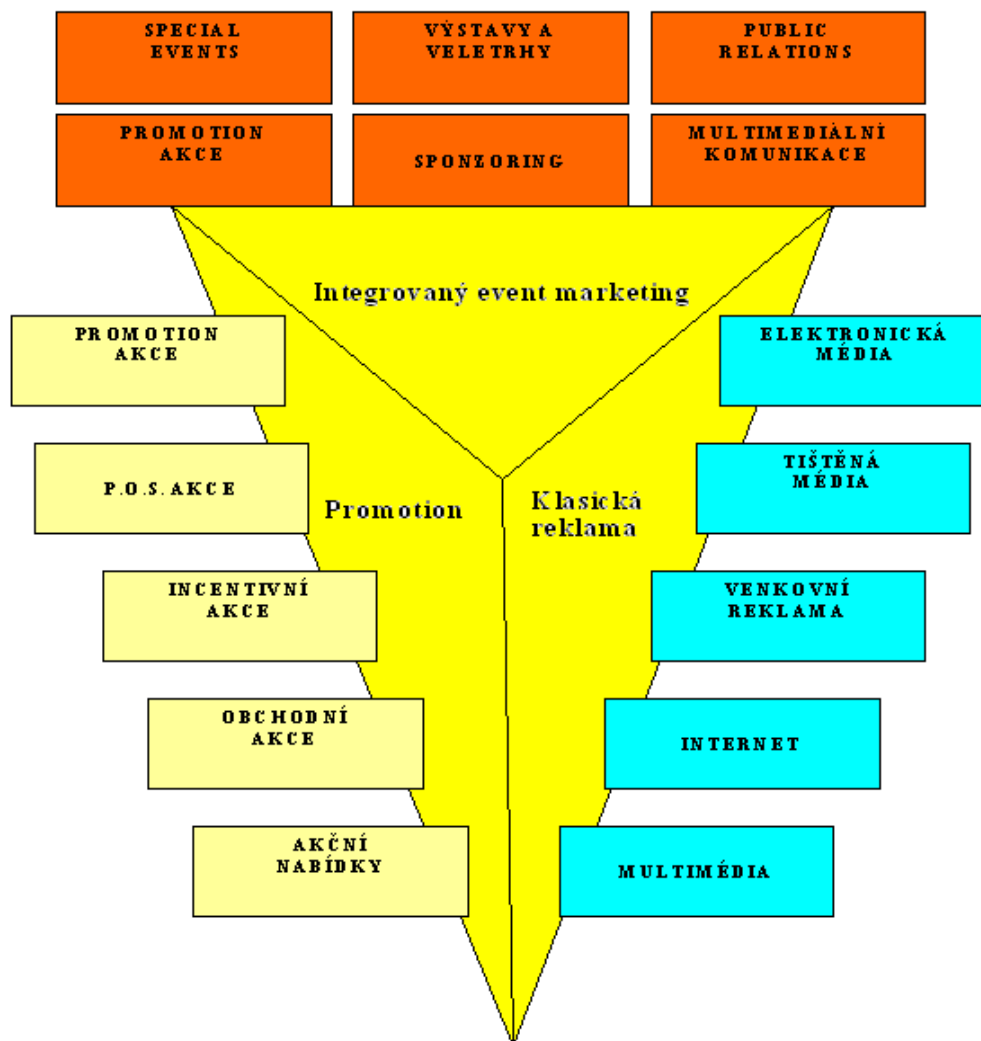 SPECIAL
EVENTS
VÝSTAVY A
VELETRHY
PUBLIC
RELATIONS
PROMOTION
AKCE
SPONZORING
MULTIMEDIÁLNÍ
KOMUNIKACE
Integrovaný event marketing
PROMOTION
AKCE
ELEKTRONICKÁ
MÉDIA
P.O.S. AKCE
TIŠTĚNÁ
MÉDIA
Promotion
Klasická
reklama
INCENTIVNÍ
AKCE
VENKOVNÍ
REKLAMA
OBCHODNÍ
AKCE
INTERNET
AKČNÍ
NABÍDKY
MULTIMÉDIA